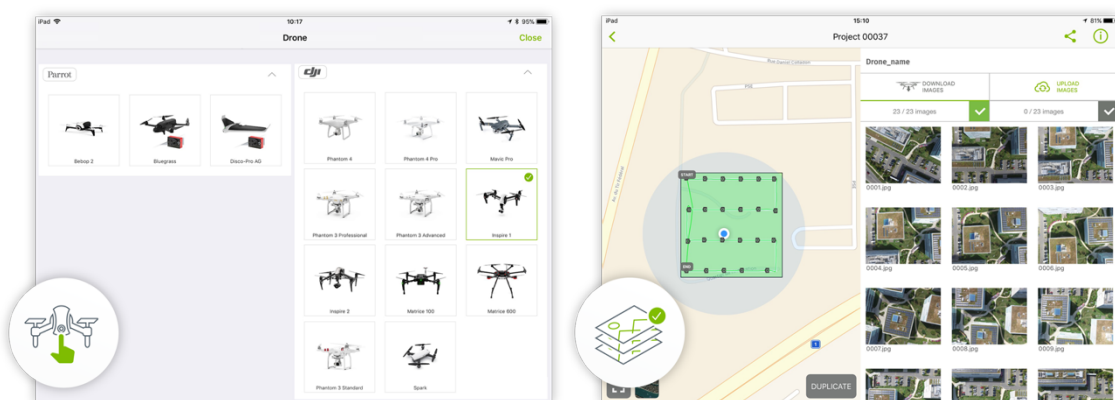 iPad
10:17
95%
Drone
Close
Parrot
dji
Bebop 2
Bluegrass
Disco-Pro AG
Phantom 4
Phantom 4 Pro
Mavic Pro
Phantom 3 Professional
Phantom 3 Advanced
Inspire 1
Inspire 2
Matrice 100
Matrice 600
Phantom 3 Standard
Spark
iPad
15:10
81%
Project 00037
Drone_name
DOWNLOAD
IMAGES
UPLOAD
IMAGES
23 / 23 images
0 / 23 images
START
END
0001.jpg
0002.jpg
0003.jpg
0004.jpg
0005.jpg
0006.jpg
0007.jpg
0008.jpg
0009.jpg
DUPLICATE